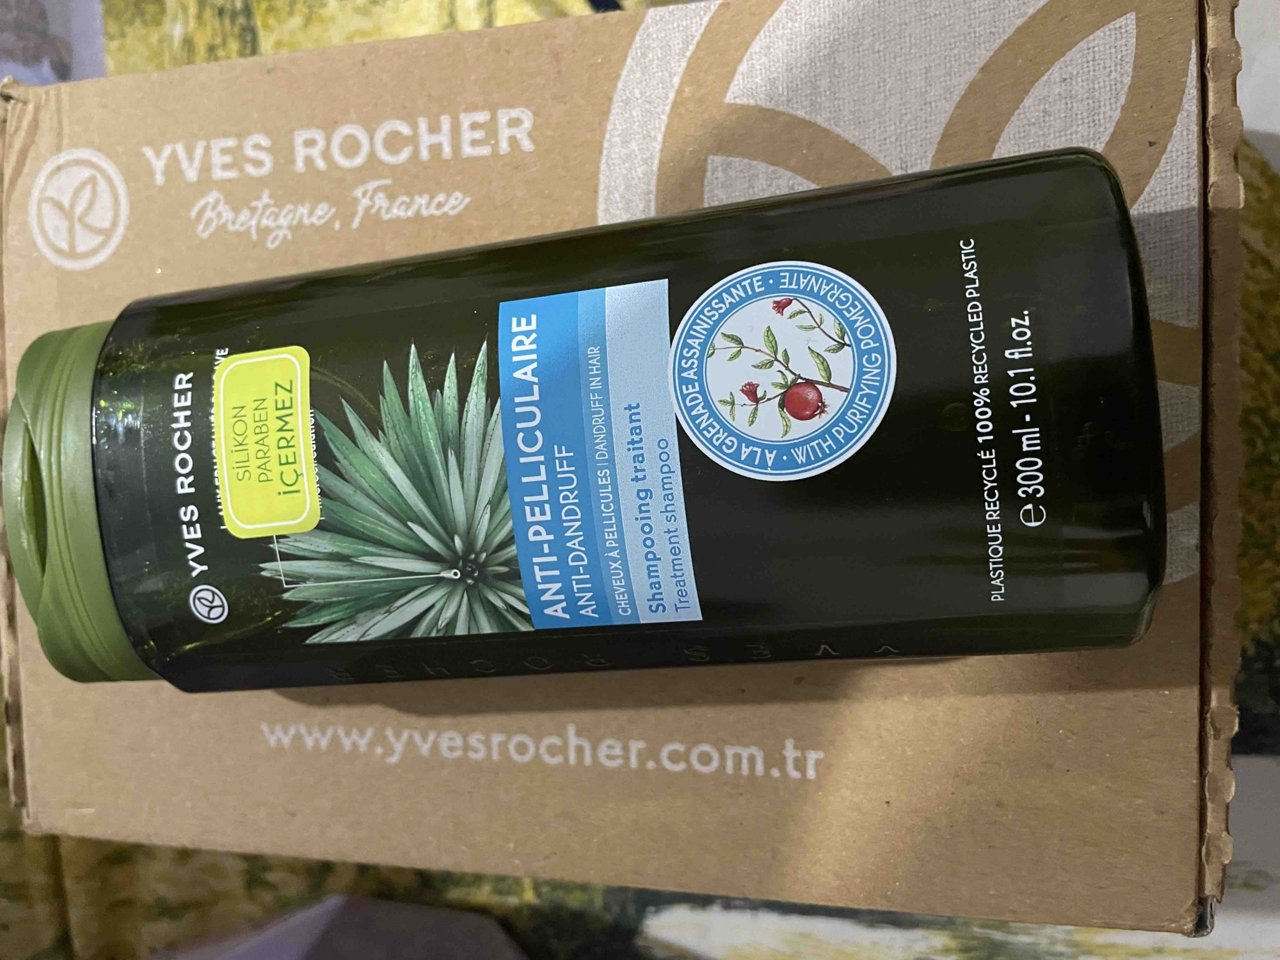 YVES ROCHER
Bretagne, France
YVES ROCHER
SİLİKON
PARABEN
İÇERMEZ
ANTI-PELLICULAIRE
ANTI-DANDRUFF
CHEVEUX À PELLICULES | DANDRUFF IN HAIR
Shampooing traitant
Treatment shampoo
À LA GRENADE ASSAINISSANTE · WITH PURIFYING POMEGRANATE ·
PLASTIQUE RECYCLÉ 100% RECYCLED PLASTIC
℮ 300 ml - 10.1 fl.oz.
YVES ROCHER
www.yvesrocher.com.tr